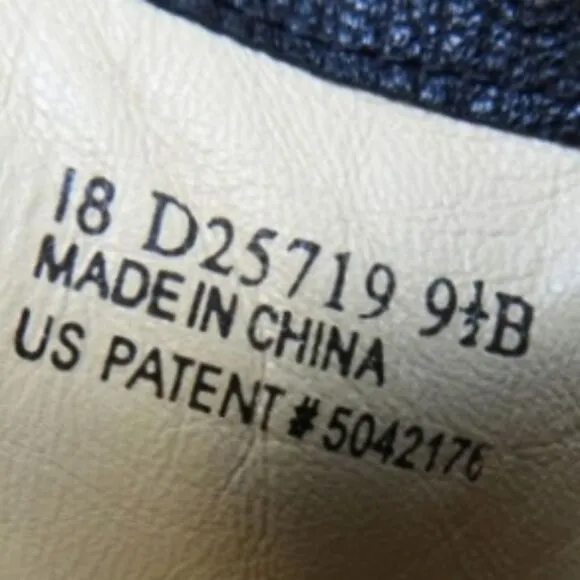 18 D25719 9½B
MADE IN CHINA
US PATENT # 5042176